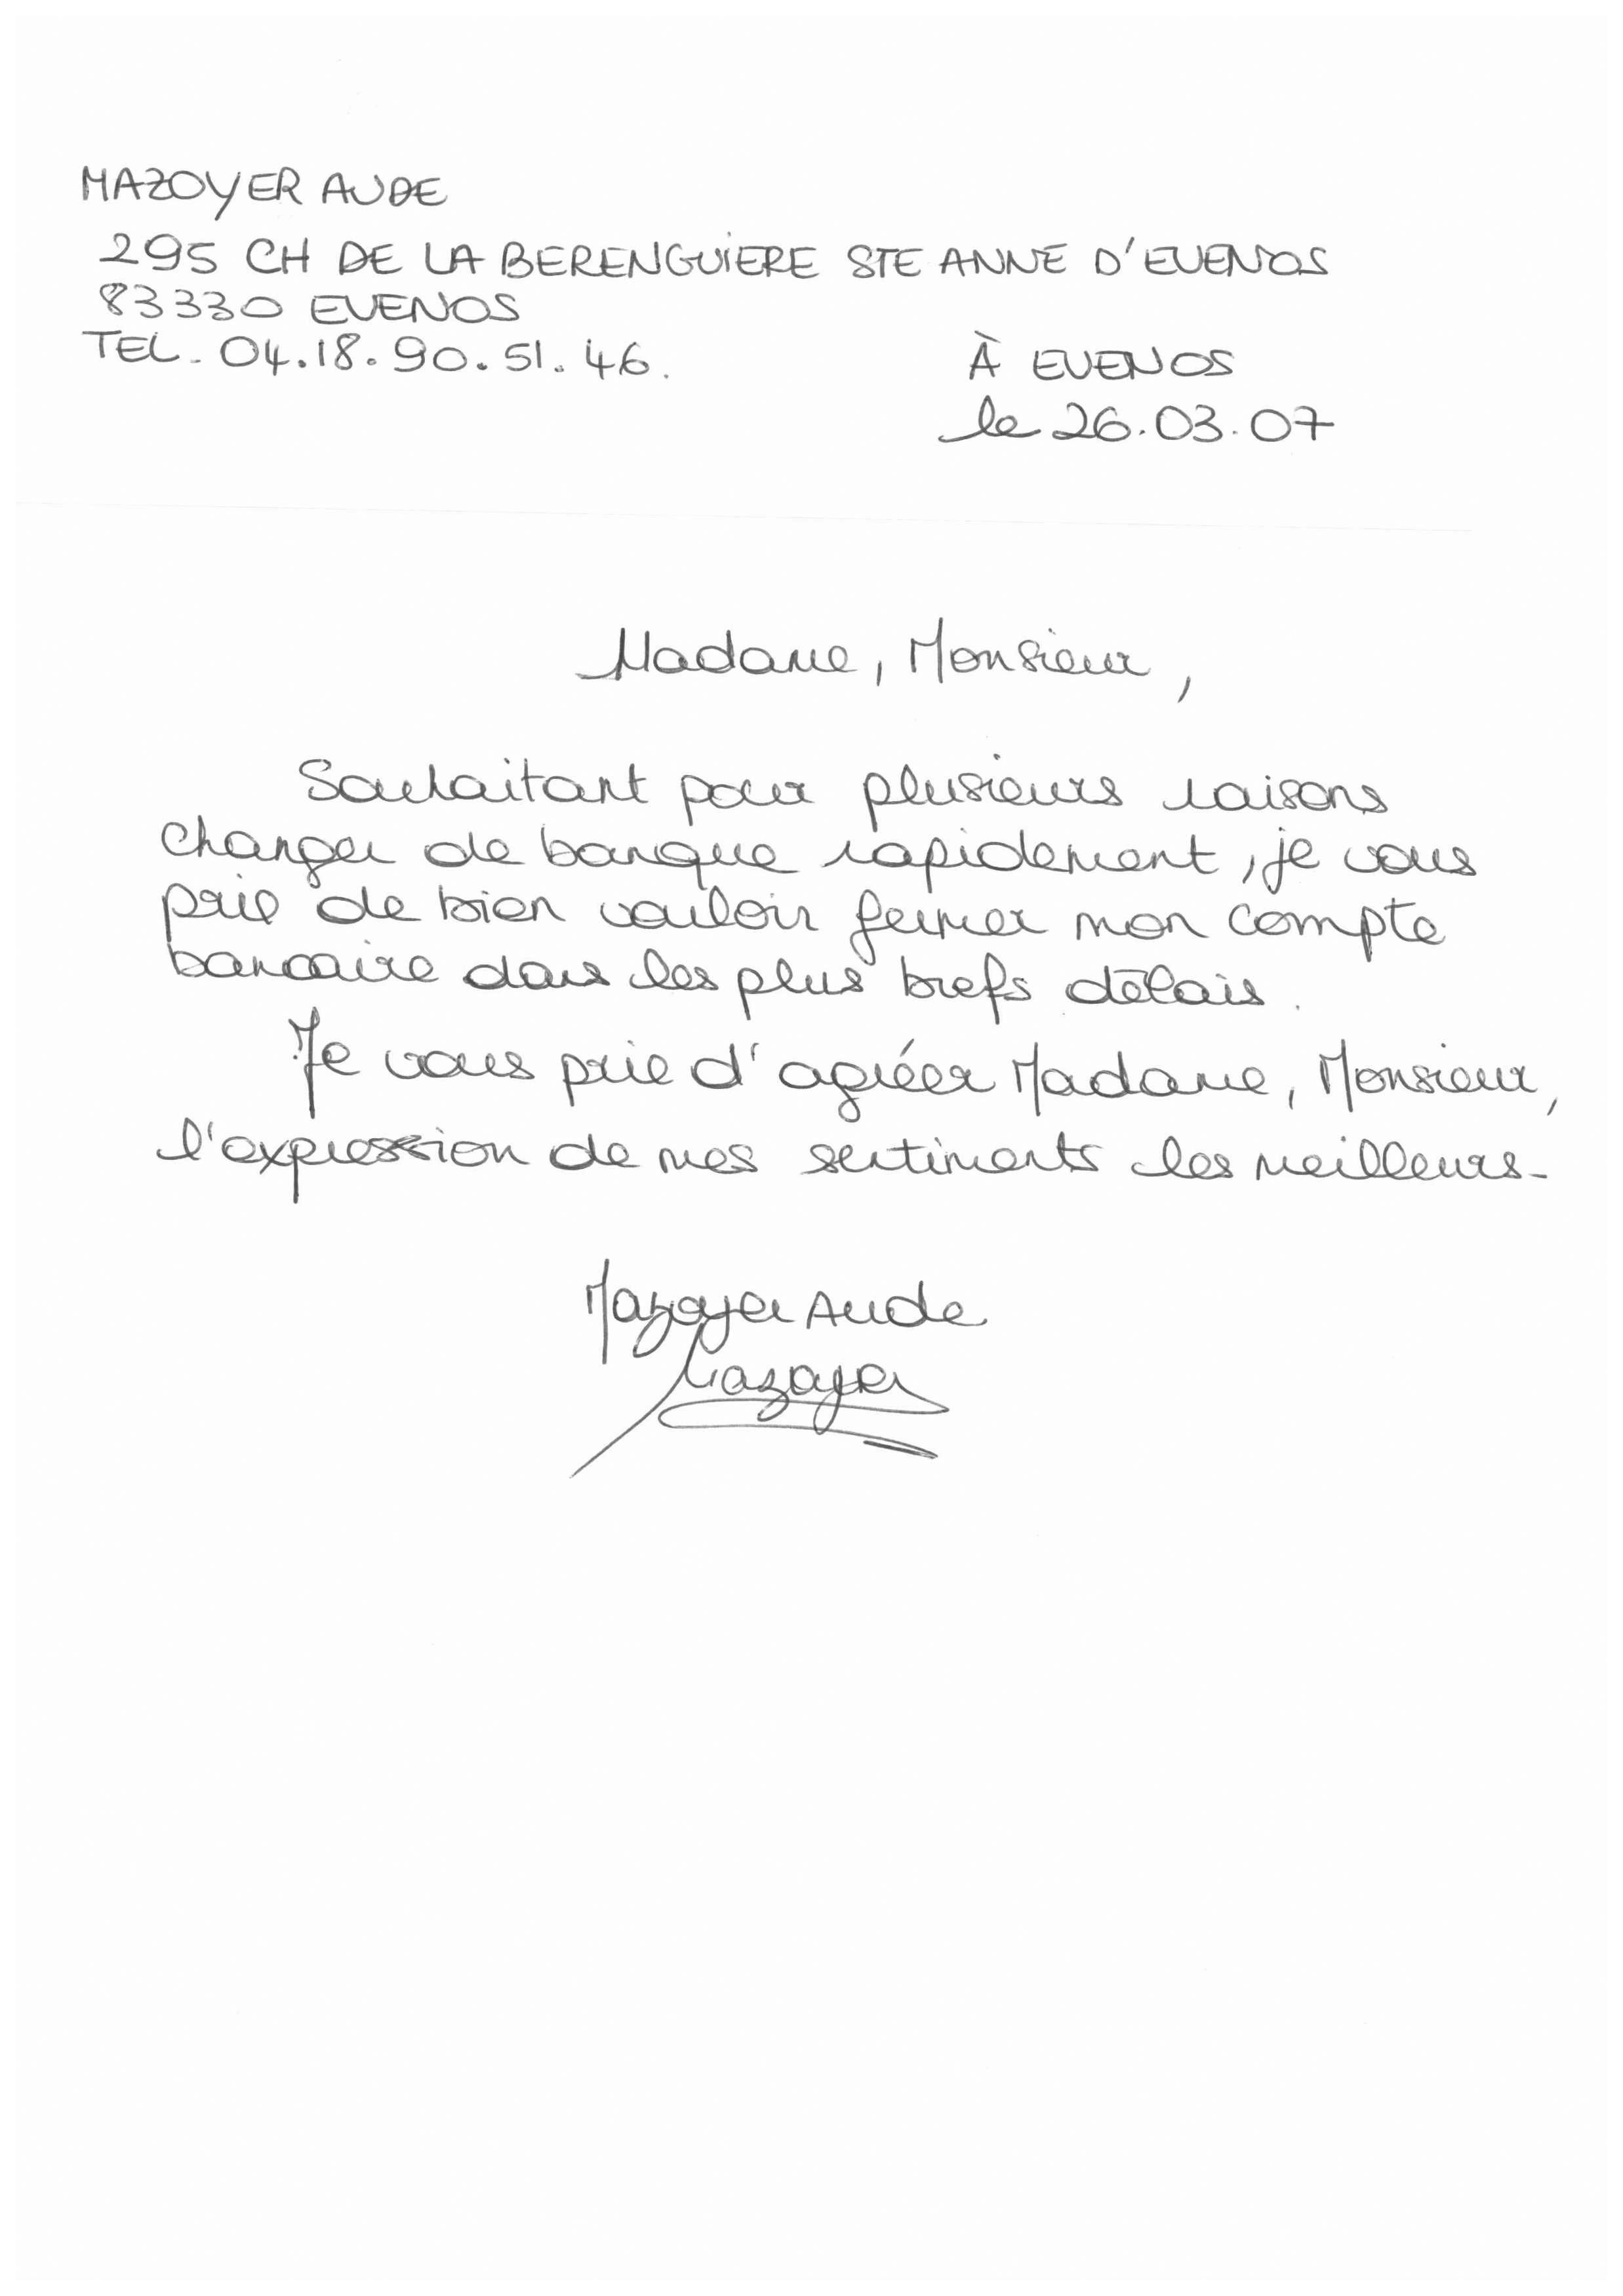 MAZOYER AUDE
295 CH DE LA BERENGUIERE STE ANNE D'EVENOS
83330 EVENOS
TEL. 04.18.90.51.46.
À EVENOS
le 26.03.07
Madame, Monsieur,
Souhaitant pour plusieurs raisons
changer de banque rapidement, je vous
prie de bien vouloir fermer mon compte
bancaire dans les plus brefs délais.
Je vous prie d'agréer Madame, Monsieur,
l'expression de mes sentiments les meilleurs.
Mazoyer Aude
Mazoyer